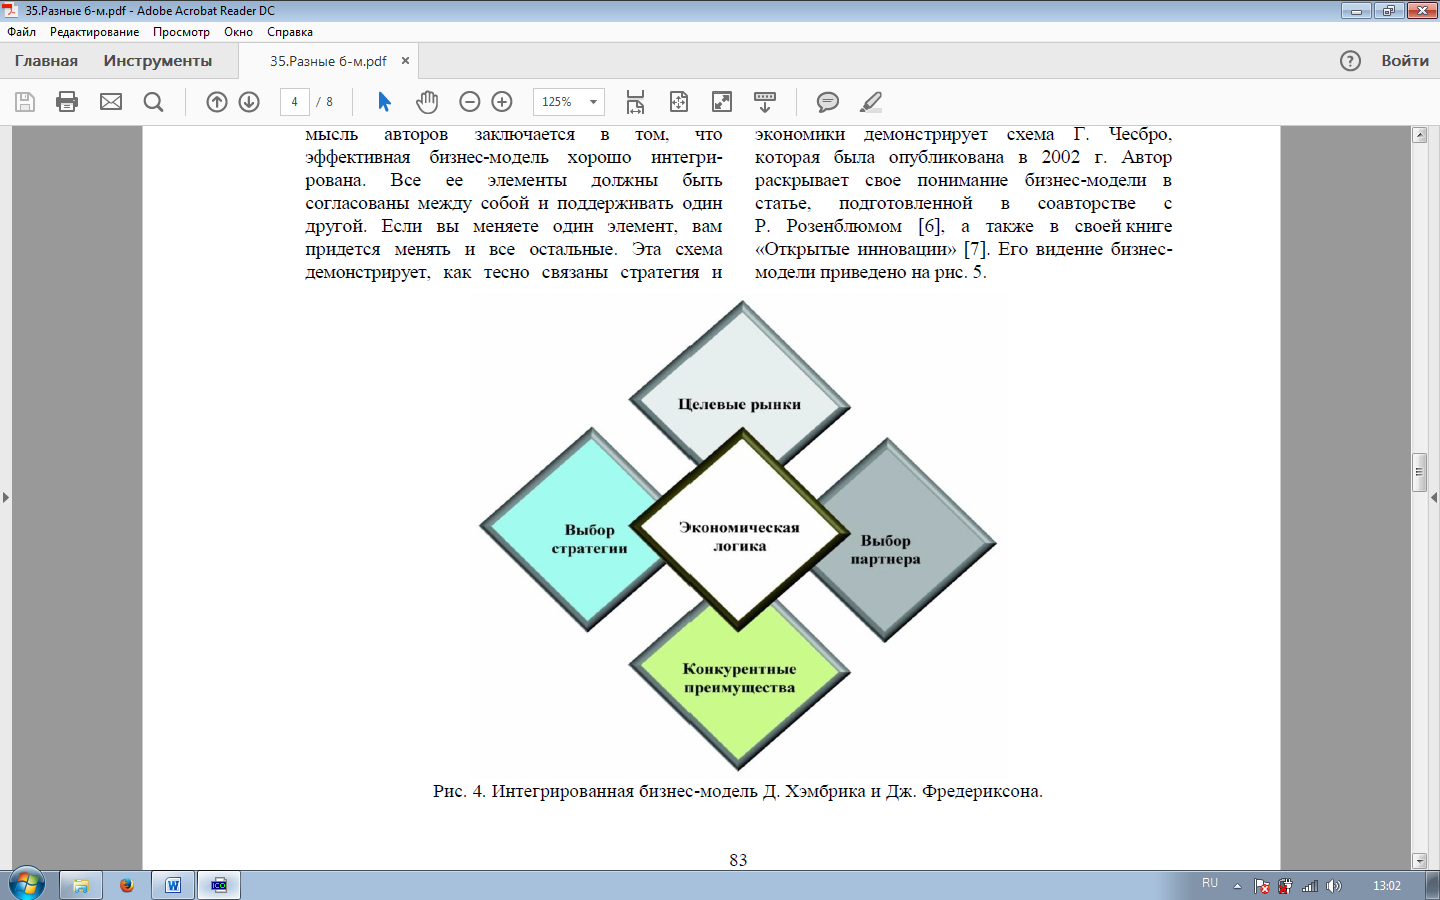 35.Разные б-м.pdf - Adobe Acrobat Reader DC
Файл Редактирование Просмотр Окно Справка
Главная Инструменты 35.Разные б-м.pdf × ? Войти
4 / 8 125%
мысль авторов заключается в том, что
эффективная бизнес-модель хорошо интегри-
рована. Все ее элементы должны быть
согласованы между собой и поддерживать один
другой. Если вы меняете один элемент, вам
придется менять и все остальные. Эта схема
демонстрирует, как тесно связаны стратегия и
экономики демонстрирует схема Г. Чесбро,
которая была опубликована в 2002 г. Автор
раскрывает свое понимание бизнес-модели в
статье, подготовленной в соавторстве с
Р. Розенблюмом [6], а также в своей книге
«Открытые инновации» [7]. Его видение бизнес-
модели приведено на рис. 5.
Целевые рынки
Выбор
стратегии
Экономическая
логика
Выбор
партнера
Конкурентные
преимущества
Рис. 4. Интегрированная бизнес-модель Д. Хэмбрика и Дж. Фредериксона.
83
RU 13:02